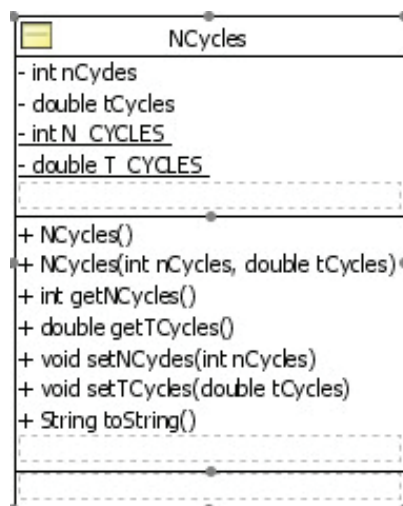 NCycles
- int nCydes
- double tCycles
- int N_CYCLES
- double T_CYCLES
+ NCycles()
+ NCycles(int nCycles, double tCycles)
+ int getNCycles()
+ double getTCycles()
+ void setNCydes(int nCycles)
+ void setTCycles(double tCycles)
+ String toString()